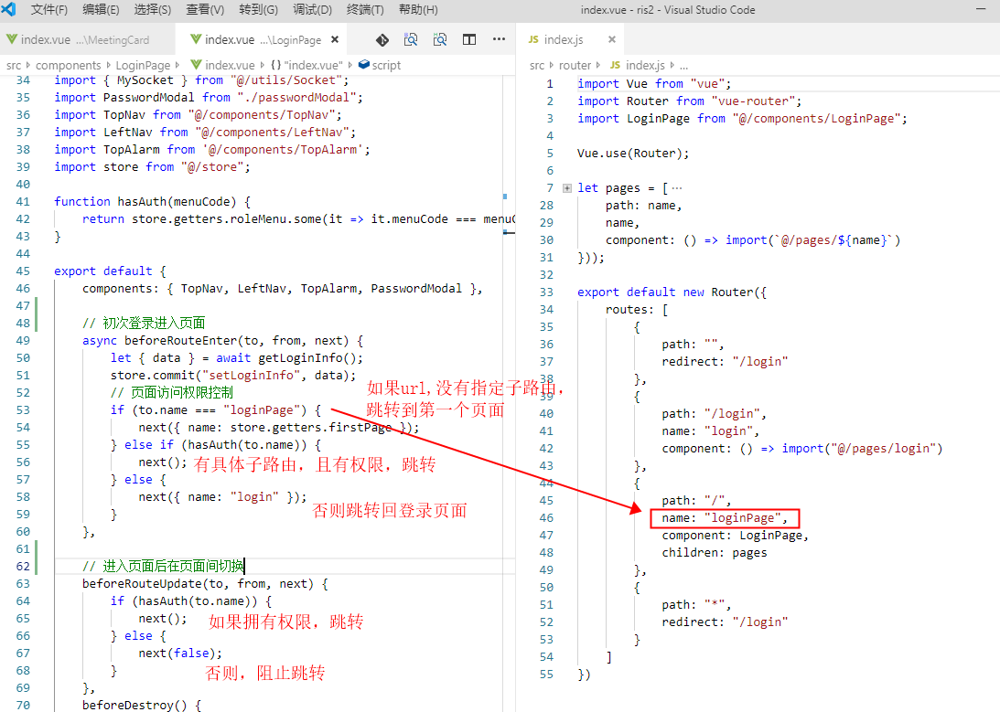 文件(F) 编辑(E) 选择(S) 查看(V) 转到(G) 调试(D) 终端(T) 帮助(H) index.vue - ris2 - Visual Studio Code
index.vue ...\MeetingCard index.vue ...\LoginPage
src components LoginPage index.vue {} "index.vue" script
34 import { MySocket } from "@/utils/Socket";
35 import PasswordModal from "./passwordModal";
36 import TopNav from "@/components/TopNav";
37 import LeftNav from "@/components/LeftNav";
38 import TopAlarm from '@/components/TopAlarm';
39 import store from "@/store";
40
41 function hasAuth(menuCode) {
42 return store.getters.roleMenu.some(it => it.menuCode === menuC
43 }
44
45 export default {
46 components: { TopNav, LeftNav, TopAlarm, PasswordModal },
47
48 // 初次登录进入页面
49 async beforeRouteEnter(to, from, next) {
50 let { data } = await getLoginInfo();
51 store.commit("setLoginInfo", data);
52 // 页面访问权限控制
53 if (to.name === "loginPage") {
如果url,没有指定子路由,
跳转到第一个页面
54 next({ name: store.getters.firstPage });
55 } else if (hasAuth(to.name)) {
56 next(); 有具体子路由，且有权限，跳转
57 } else {
58 next({ name: "login" });
否则跳转回登录页面
59 }
60 },
61
62 // 进入页面后在页面间切换
63 beforeRouteUpdate(to, from, next) {
64 if (hasAuth(to.name)) {
65 next(); 如果拥有权限，跳转
66 } else {
67 next(false);
68 }
否则，阻止跳转
69 },
70 beforeDestroy() {
JS index.js
src router JS index.js ...
1 import Vue from "vue";
2 import Router from "vue-router";
3 import LoginPage from "@/components/LoginPage";
4
5 Vue.use(Router);
6
7 let pages = [ ...
28 path: name,
29 name,
30 component: () => import(`@/pages/${name}`)
31 }));
32
33 export default new Router({
34 routes: [
35 {
36 path: "",
37 redirect: "/login"
38 },
39 {
40 path: "/login",
41 name: "login",
42 component: () => import("@/pages/login")
43 },
44 {
45 path: "/",
46 name: "loginPage",
47 component: LoginPage,
48 children: pages
49 },
50 {
51 path: "*",
52 redirect: "/login"
53 }
54 ]
55 })